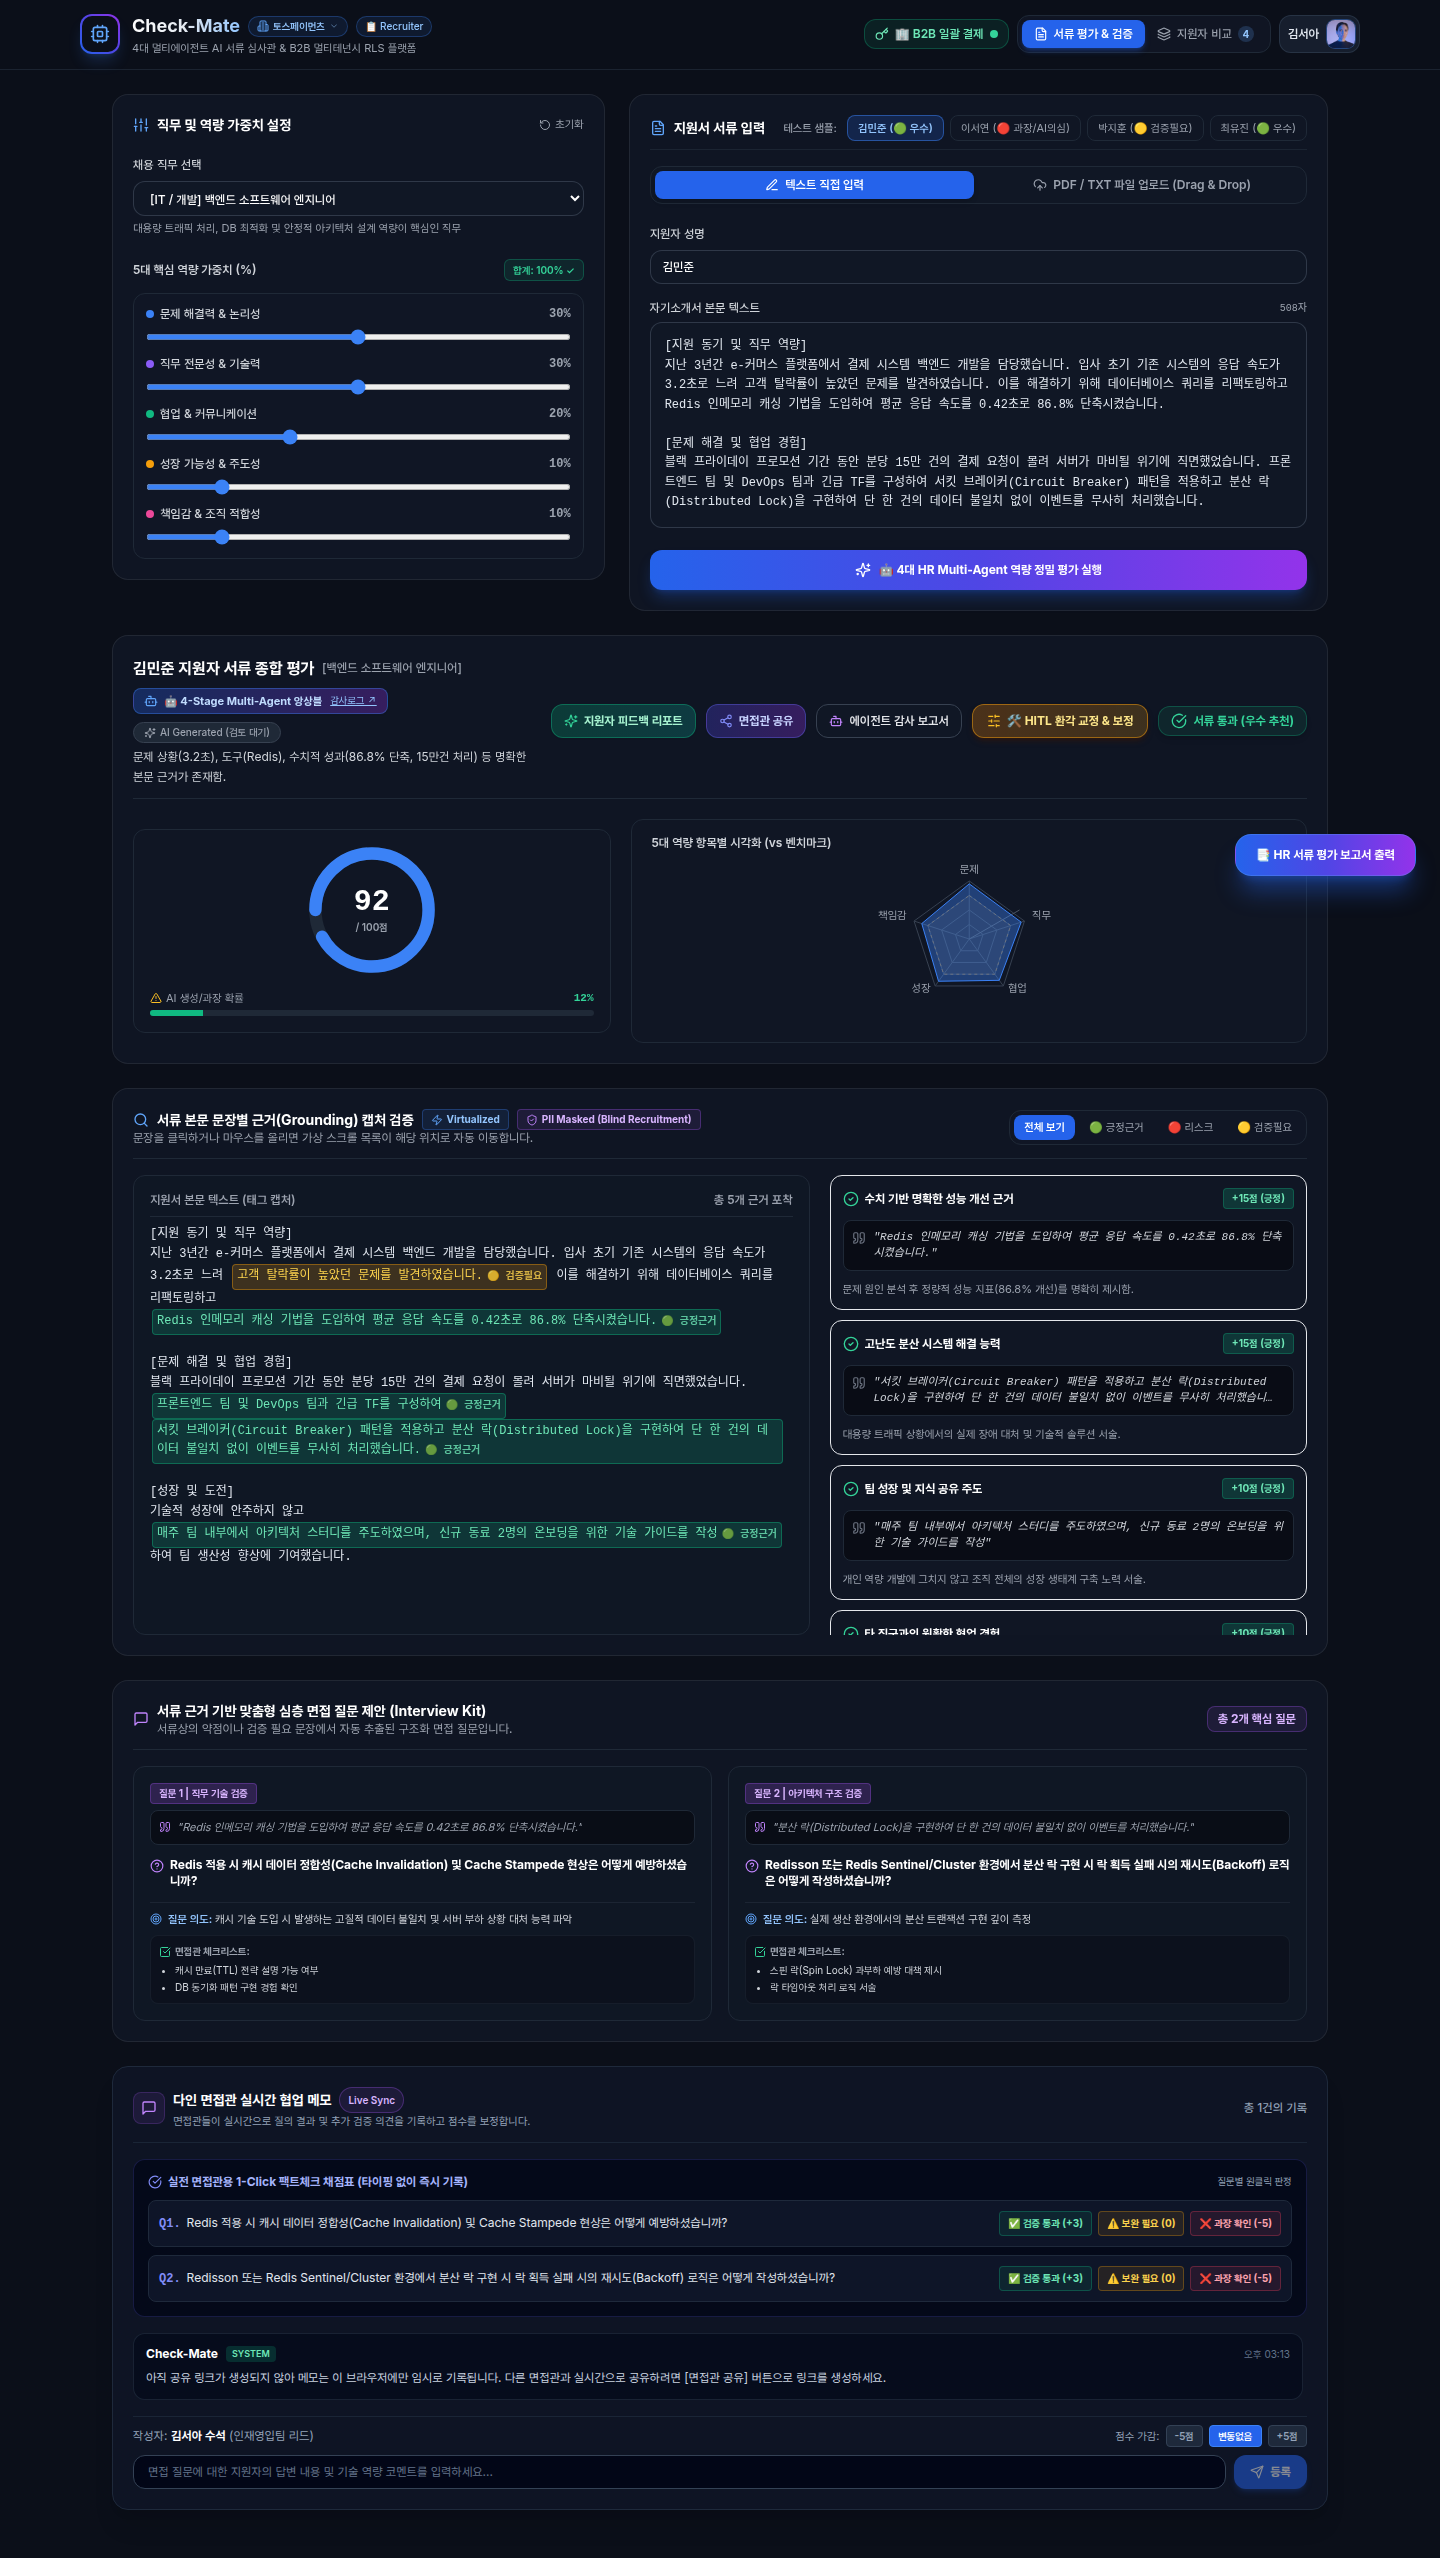 Check-Mate
토스페이먼츠
📋 Recruiter
4대 멀티에이전트 AI 서류 심사관 & B2B 멀티테넌시 RLS 플랫폼
🏢 B2B 일괄 결제
서류 평가 & 검증
지원자 비교 4
김서아
직무 및 역량 가중치 설정
초기화
채용 직무 선택
[IT / 개발] 백엔드 소프트웨어 엔지니어
대용량 트래픽 처리, DB 최적화 및 안정적 아키텍처 설계 역량이 핵심인 직무
5대 핵심 역량 가중치 (%)
합계: 100% ✓
문제 해결력 & 논리성 30%
직무 전문성 & 기술력 30%
협업 & 커뮤니케이션 20%
성장 가능성 & 주도성 10%
책임감 & 조직 적합성 10%
지원서 서류 입력
테스트 샘플:
김민준 (🟢 우수)
이서연 (🔴 과장/AI의심)
박지훈 (🟡 검증필요)
최유진 (🟢 우수)
텍스트 직접 입력
PDF / TXT 파일 업로드 (Drag & Drop)
지원자 성명
김민준
자기소개서 본문 텍스트
508자
[지원 동기 및 직무 역량]
지난 3년간 e-커머스 플랫폼에서 결제 시스템 백엔드 개발을 담당했습니다. 입사 초기 기존 시스템의 응답 속도가
3.2초로 느려 고객 탈락률이 높았던 문제를 발견하였습니다. 이를 해결하기 위해 데이터베이스 쿼리를 리팩토링하고
Redis 인메모리 캐싱 기법을 도입하여 평균 응답 속도를 0.42초로 86.8% 단축시켰습니다.
[문제 해결 및 협업 경험]
블랙 프라이데이 프로모션 기간 동안 분당 15만 건의 결제 요청이 몰려 서버가 마비될 위기에 직면했었습니다. 프론
트엔드 팀 및 DevOps 팀과 긴급 TF를 구성하여 서킷 브레이커(Circuit Breaker) 패턴을 적용하고 분산 락
(Distributed Lock)을 구현하여 단 한 건의 데이터 불일치 없이 이벤트를 무사히 처리했습니다.
🤖 4대 HR Multi-Agent 역량 정밀 평가 실행
김민준 지원자 서류 종합 평가 [백엔드 소프트웨어 엔지니어]
🤖 4-Stage Multi-Agent 앙상블 감사로그 ↗
AI Generated (검토 대기)
문제 상황(3.2초), 도구(Redis), 수치적 성과(86.8% 단축, 15만건 처리) 등 명확한
본문 근거가 존재함.
지원자 피드백 리포트
면접관 공유
에이전트 감사 보고서
🛠️ HITL 환각 교정 & 보정
서류 통과 (우수 추천)
92
/ 100점
AI 생성/과장 확률
12%
5대 역량 항목별 시각화 (vs 벤치마크)
문제
직무
협업
성장
책임감
📑 HR 서류 평가 보고서 출력
서류 본문 문장별 근거(Grounding) 캡처 검증
Virtualized
PII Masked (Blind Recruitment)
문장을 클릭하거나 마우스를 올리면 가상 스크롤 목록이 해당 위치로 자동 이동합니다.
전체 보기
🟢 긍정근거
🔴 리스크
🟡 검증필요
지원서 본문 텍스트 (태그 캡처)
총 5개 근거 포착
[지원 동기 및 직무 역량]
지난 3년간 e-커머스 플랫폼에서 결제 시스템 백엔드 개발을 담당했습니다. 입사 초기 기존 시스템의 응답 속도가
3.2초로 느려 고객 탈락률이 높았던 문제를 발견하였습니다. 🟡 검증필요 이를 해결하기 위해 데이터베이스 쿼리를
리팩토링하고
Redis 인메모리 캐싱 기법을 도입하여 평균 응답 속도를 0.42초로 86.8% 단축시켰습니다. 🟢 긍정근거
[문제 해결 및 협업 경험]
블랙 프라이데이 프로모션 기간 동안 분당 15만 건의 결제 요청이 몰려 서버가 마비될 위기에 직면했었습니다.
프론트엔드 팀 및 DevOps 팀과 긴급 TF를 구성하여 🟢 긍정근거
서킷 브레이커(Circuit Breaker) 패턴을 적용하고 분산 락(Distributed Lock)을 구현하여 단 한 건의 데
이터 불일치 없이 이벤트를 무사히 처리했습니다. 🟢 긍정근거
[성장 및 도전]
기술적 성장에 안주하지 않고
매주 팀 내부에서 아키텍처 스터디를 주도하였으며, 신규 동료 2명의 온보딩을 위한 기술 가이드를 작성 🟢 긍정근거
하여 팀 생산성 향상에 기여했습니다.
수치 기반 명확한 성능 개선 근거
+15점 (긍정)
"Redis 인메모리 캐싱 기법을 도입하여 평균 응답 속도를 0.42초로 86.8% 단축
시켰습니다."
문제 원인 분석 후 정량적 성능 지표(86.8% 개선)를 명확히 제시함.
고난도 분산 시스템 해결 능력
+15점 (긍정)
"서킷 브레이커(Circuit Breaker) 패턴을 적용하고 분산 락(Distributed
Lock)을 구현하여 단 한 건의 데이터 불일치 없이 이벤트를 무사히 처리했습니…
대용량 트래픽 상황에서의 실제 장애 대처 및 기술적 솔루션 서술.
팀 성장 및 지식 공유 주도
+10점 (긍정)
"매주 팀 내부에서 아키텍처 스터디를 주도하였으며, 신규 동료 2명의 온보딩을 위
한 기술 가이드를 작성"
개인 역량 개발에 그치지 않고 조직 전체의 성장 생태계 구축 노력 서술.
타 직군과의 원활한 협업 경험
+10점 (긍정)
서류 근거 기반 맞춤형 심층 면접 질문 제안 (Interview Kit)
서류상의 약점이나 검증 필요 문장에서 자동 추출된 구조화 면접 질문입니다.
총 2개 핵심 질문
질문 1 | 직무 기술 검증
"Redis 인메모리 캐싱 기법을 도입하여 평균 응답 속도를 0.42초로 86.8% 단축시켰습니다."
Redis 적용 시 캐시 데이터 정합성(Cache Invalidation) 및 Cache Stampede 현상은 어떻게 예방하셨습
니까?
질문 의도: 캐시 기술 도입 시 발생하는 고질적 데이터 불일치 및 서버 부하 상황 대처 능력 파악
면접관 체크리스트:
• 캐시 만료(TTL) 전략 설명 가능 여부
• DB 동기화 패턴 구현 경험 확인
질문 2 | 아키텍처 구조 검증
"분산 락(Distributed Lock)을 구현하여 단 한 건의 데이터 불일치 없이 이벤트를 처리했습니다."
Redisson 또는 Redis Sentinel/Cluster 환경에서 분산 락 구현 시 락 획득 실패 시의 재시도(Backoff) 로직
은 어떻게 작성하셨습니까?
질문 의도: 실제 생산 환경에서의 분산 트랜잭션 구현 깊이 측정
면접관 체크리스트:
• 스핀 락(Spin Lock) 과부하 예방 대책 제시
• 락 타임아웃 처리 로직 서술
다인 면접관 실시간 협업 메모
Live Sync
면접관들이 실시간으로 질의 결과 및 추가 검증 의견을 기록하고 점수를 보정합니다.
총 1건의 기록
실전 면접관용 1-Click 팩트체크 채점표 (타이핑 없이 즉시 기록)
질문별 원클릭 판정
Q1. Redis 적용 시 캐시 데이터 정합성(Cache Invalidation) 및 Cache Stampede 현상은 어떻게 예방하셨습니까?
✅ 검증 통과 (+3)
⚠️ 보완 필요 (0)
❌ 과장 확인 (-5)
Q2. Redisson 또는 Redis Sentinel/Cluster 환경에서 분산 락 구현 시 락 획득 실패 시의 재시도(Backoff) 로직은 어떻게 작성하셨습니까?
✅ 검증 통과 (+3)
⚠️ 보완 필요 (0)
❌ 과장 확인 (-5)
Check-Mate SYSTEM
오후 03:13
아직 공유 링크가 생성되지 않아 메모는 이 브라우저에만 임시로 기록됩니다. 다른 면접관과 실시간으로 공유하려면 [면접관 공유] 버튼으로 링크를 생성하세요.
작성자: 김서아 수석 (인재영입팀 리드)
점수 가감:
-5점
변동없음
+5점
면접 질문에 대한 지원자의 답변 내용 및 기술 역량 코멘트를 입력하세요...
등록